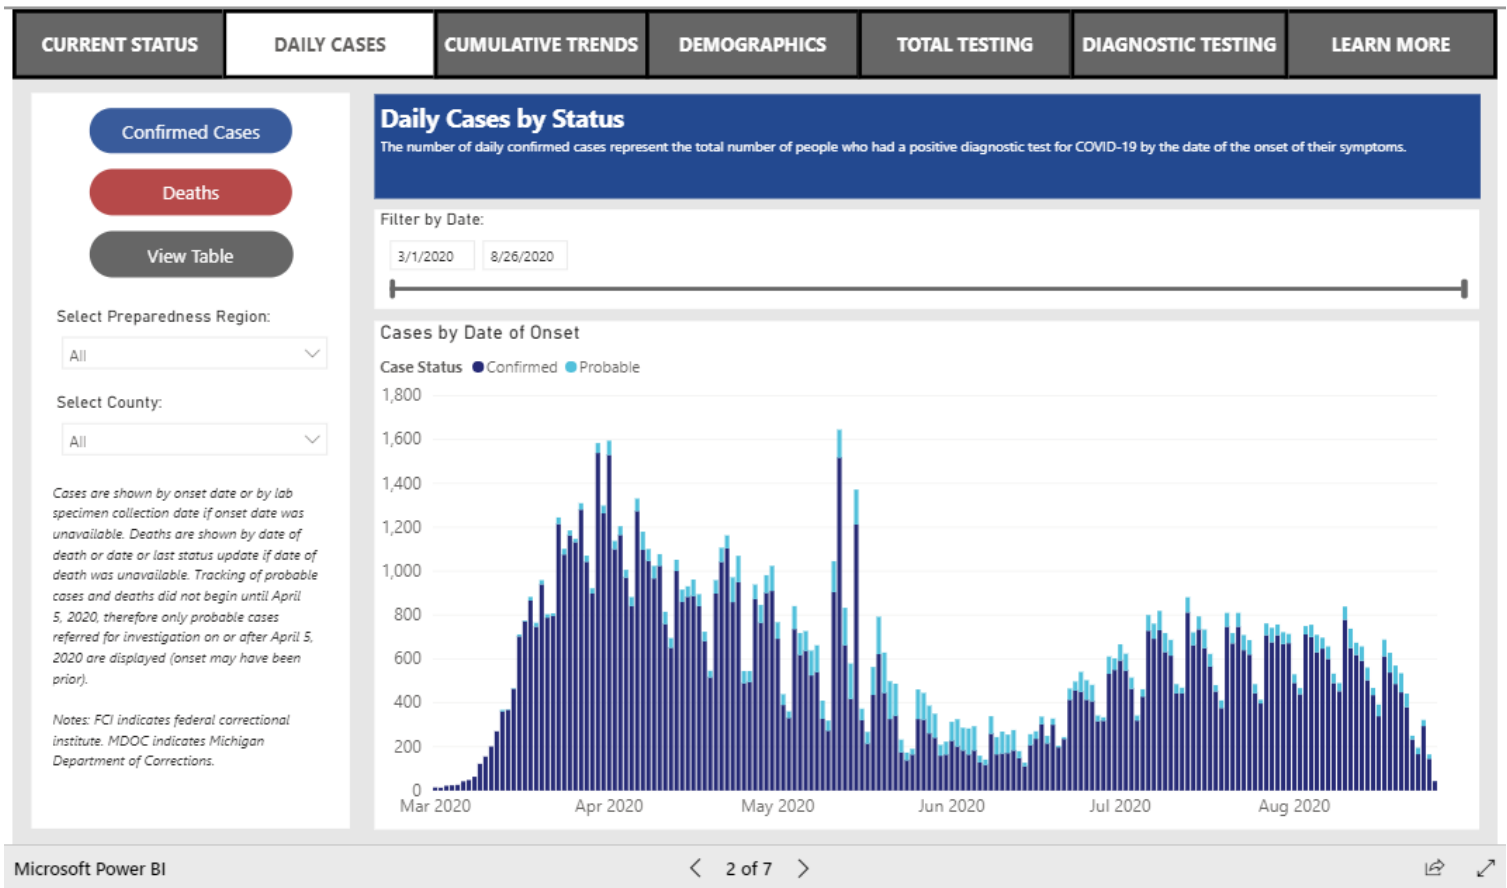 CURRENT STATUS
DAILY CASES
CUMULATIVE TRENDS
DEMOGRAPHICS
TOTAL TESTING
DIAGNOSTIC TESTING
LEARN MORE
Confirmed Cases
Deaths
View Table
Select Preparedness Region:
All
Select County:
All
Cases are shown by onset date or by lab
specimen collection date if onset date was
unavailable. Deaths are shown by date of
death or date or last status update if date of
death was unavailable. Tracking of probable
cases and deaths did not begin until April
5, 2020, therefore only probable cases
referred for investigation on or after April 5,
2020 are displayed (onset may have been
prior).
Notes: FCI indicates federal correctional
institute. MDOC indicates Michigan
Department of Corrections.
Daily Cases by Status
The number of daily confirmed cases represent the total number of people who had a positive diagnostic test for COVID-19 by the date of the onset of their symptoms.
Filter by Date:
3/1/2020
8/26/2020
Cases by Date of Onset
Case Status Confirmed Probable
1,800
1,600
1,400
1,200
1,000
800
600
400
200
0
Mar 2020
Apr 2020
May 2020
Jun 2020
Jul 2020
Aug 2020
Microsoft Power BI
2 of 7